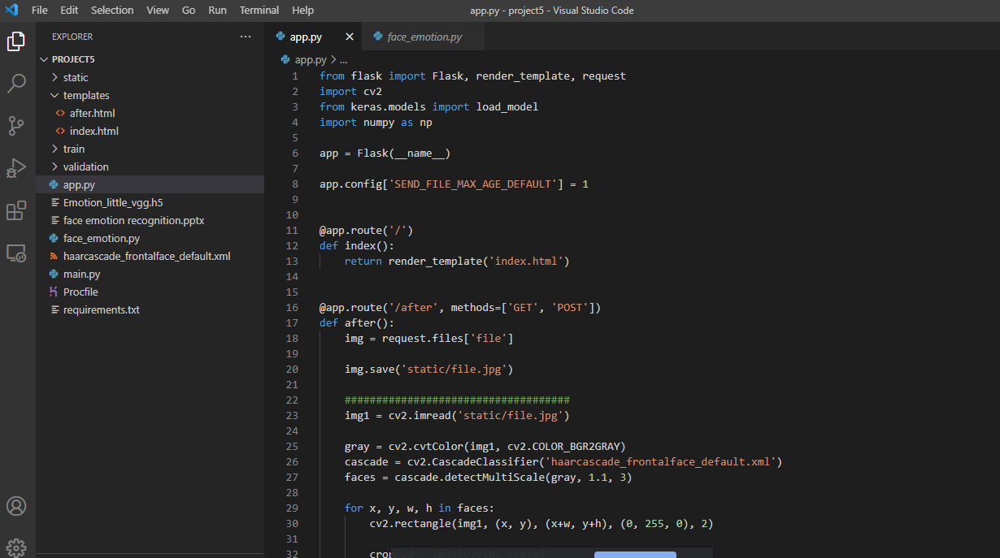 File Edit Selection View Go Run Terminal Help
app.py - project5 - Visual Studio Code
EXPLORER ...
PROJECT5
static
templates
<> after.html
<> index.html
train
validation
app.py
Emotion_little_vgg.h5
face emotion recognition.pptx
face_emotion.py
haarcascade_frontalface_default.xml
main.py
Procfile
requirements.txt
app.py × face_emotion.py
app.py > ...
1 from flask import Flask, render_template, request
2 import cv2
3 from keras.models import load_model
4 import numpy as np
5
6 app = Flask(__name__)
7
8 app.config['SEND_FILE_MAX_AGE_DEFAULT'] = 1
9
10
11 @app.route('/')
12 def index():
13 return render_template('index.html')
14
15
16 @app.route('/after', methods=['GET', 'POST'])
17 def after():
18 img = request.files['file']
19
20 img.save('static/file.jpg')
21
22 ####################################
23 img1 = cv2.imread('static/file.jpg')
24
25 gray = cv2.cvtColor(img1, cv2.COLOR_BGR2GRAY)
26 cascade = cv2.CascadeClassifier('haarcascade_frontalface_default.xml')
27 faces = cascade.detectMultiScale(gray, 1.1, 3)
28
29 for x, y, w, h in faces:
30 cv2.rectangle(img1, (x, y), (x+w, y+h), (0, 255, 0), 2)
31
32